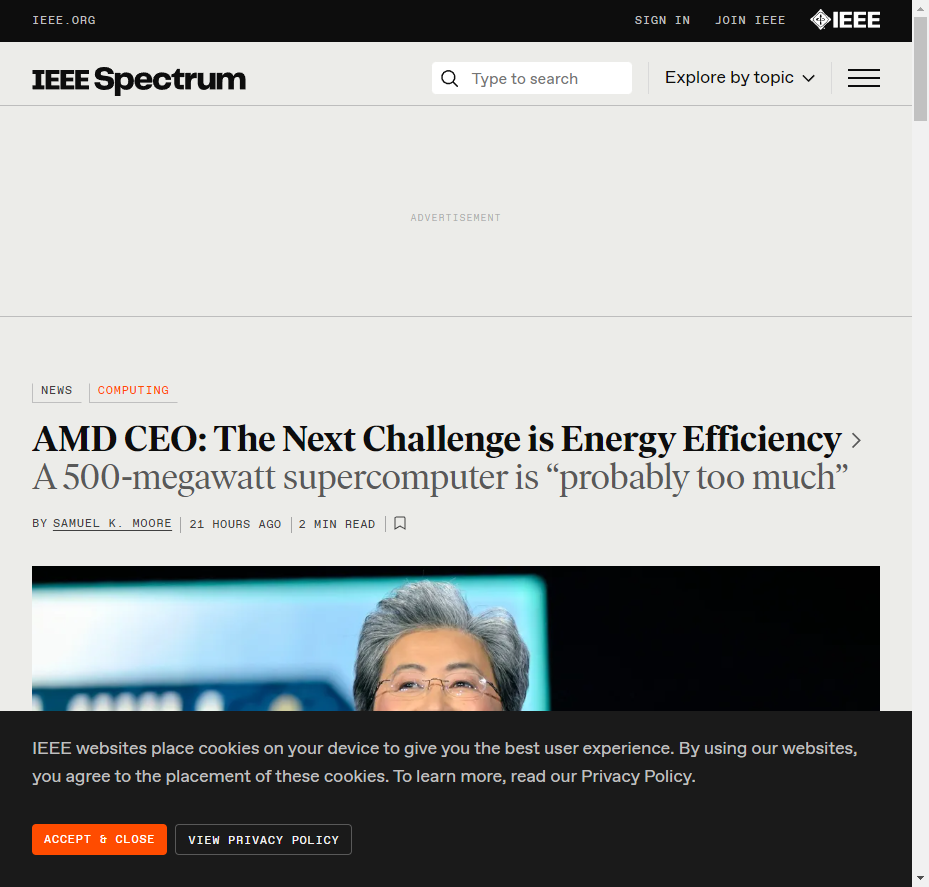 IEEE.ORG
SIGN IN
JOIN IEEE
IEEE
IEEE Spectrum
Type to search
Explore by topic
ADVERTISEMENT
NEWS
COMPUTING
AMD CEO: The Next Challenge is Energy Efficiency
A 500-megawatt supercomputer is “probably too much”
BY SAMUEL K. MOORE
21 HOURS AGO
2 MIN READ
IEEE websites place cookies on your device to give you the best user experience. By using our websites,
you agree to the placement of these cookies. To learn more, read our Privacy Policy.
ACCEPT & CLOSE
VIEW PRIVACY POLICY